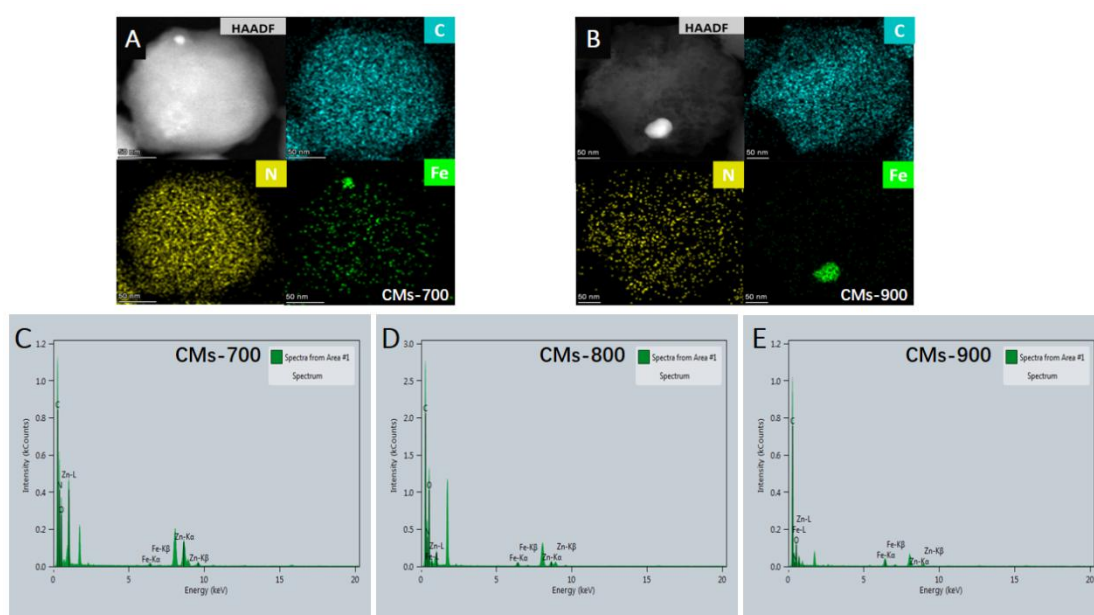 A
HAADF
C
50 nm
50 nm
N
Fe
50 nm
50 nm
CMs-700
B
HAADF
C
50 nm
50 nm
N
Fe
50 nm
50 nm
CMs-900
C
CMs-700
Spectra from Area #1
Spectrum
1.2
1.0
0.8
0.6
0.4
0.2
0.0
Intensity (kCounts)
C
N
O
Zn-L
Fe-Kα
Fe-Kβ
Zn-Kα
Zn-Kβ
0
5
10
15
20
Energy (keV)
D
CMs-800
Spectra from Area #1
Spectrum
3.0
2.5
2.0
1.5
1.0
0.5
0.0
Intensity (kCounts)
C
O
Zn-L
Fe-Kα
Fe-Kβ
Zn-Kα
Zn-Kβ
0
5
10
15
20
Energy (keV)
E
CMs-900
Spectra from Area #1
Spectrum
1.2
1.0
0.8
0.6
0.4
0.2
0.0
Intensity (kCounts)
C
Zn-L
Fe-L
O
Fe-Kα
Fe-Kβ
Zn-Kα
Zn-Kβ
0
5
10
15
20
Energy (keV)